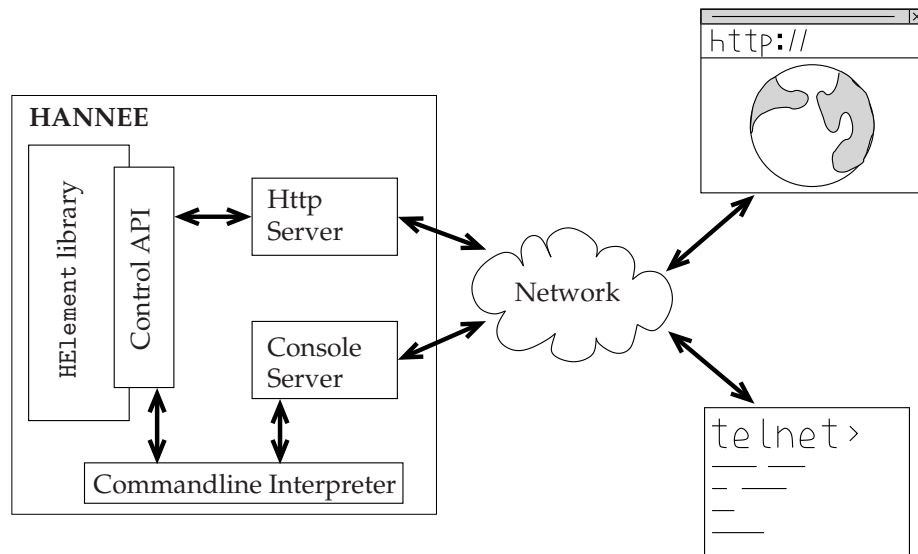 http://
HANNEE
HElement library
Control API
Http
Server
Network
Console
Server
telnet>
Commandline Interpreter